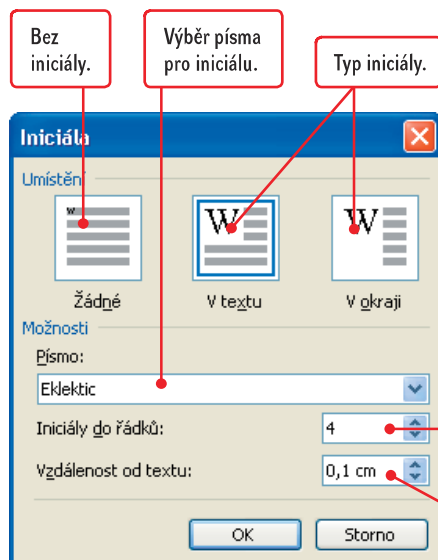 Bez
iniciály.
Výběr písma
pro iniciálu.
Typ iniciály.
Iniciála
Umístění
W
W
W
Žádné
V textu
V okraji
Možnosti
Písmo:
Eklektic
Iniciály do řádků:
4
Vzdálenost od textu:
0,1 cm
OK
Storno